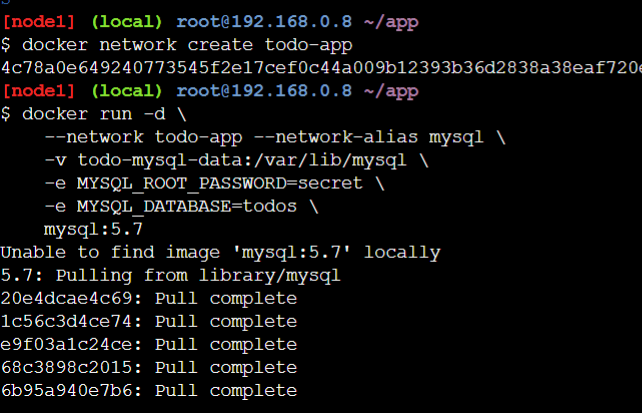 [node1] (local) root@192.168.0.8 ~/app
$ docker network create todo-app
4c78a0e649240773545f2e17cef0c44a009b12393b36d2838a38eaf720
[node1] (local) root@192.168.0.8 ~/app
$ docker run -d \
    --network todo-app --network-alias mysql \
    -v todo-mysql-data:/var/lib/mysql \
    -e MYSQL_ROOT_PASSWORD=secret \
    -e MYSQL_DATABASE=todos \
    mysql:5.7
Unable to find image 'mysql:5.7' locally
5.7: Pulling from library/mysql
20e4dcae4c69: Pull complete
1c56c3d4ce74: Pull complete
e9f03a1c24ce: Pull complete
68c3898c2015: Pull complete
6b95a940e7b6: Pull complete